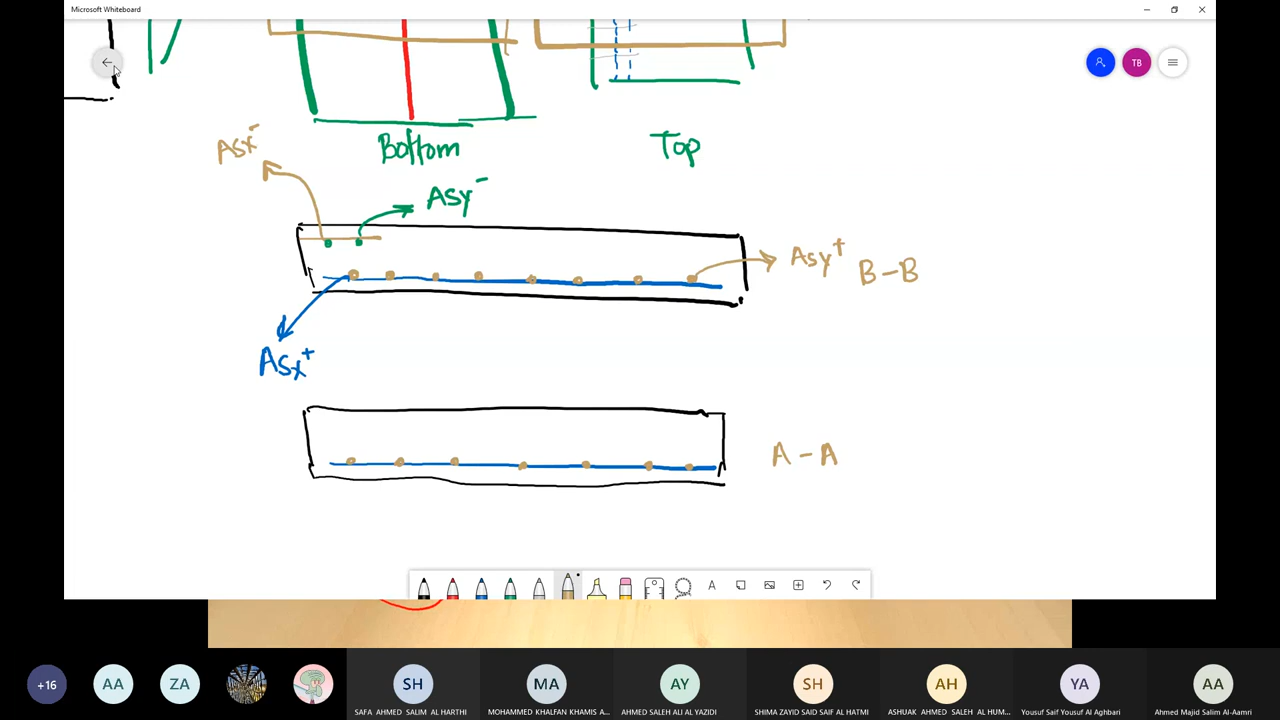 Microsoft Whiteboard
TB
Bottom
Top
Asx-
Asy-
Asy+
B-B
Asx+
A-A
A
+16
AA
ZA
SH
MA
AY
SH
AH
YA
AA
SAFA AHMED SALIM AL HARTHI
MOHAMMED KHALFAN KHAMIS A...
AHMED SALEH ALI AL YAZIDI
SHIMA ZAYID SAID SAIF AL HATMI
ASHUAK AHMED SALEH AL HUM...
Yousuf Saif Yousuf Al Aghbari
Ahmed Majid Salim Al-Aamri